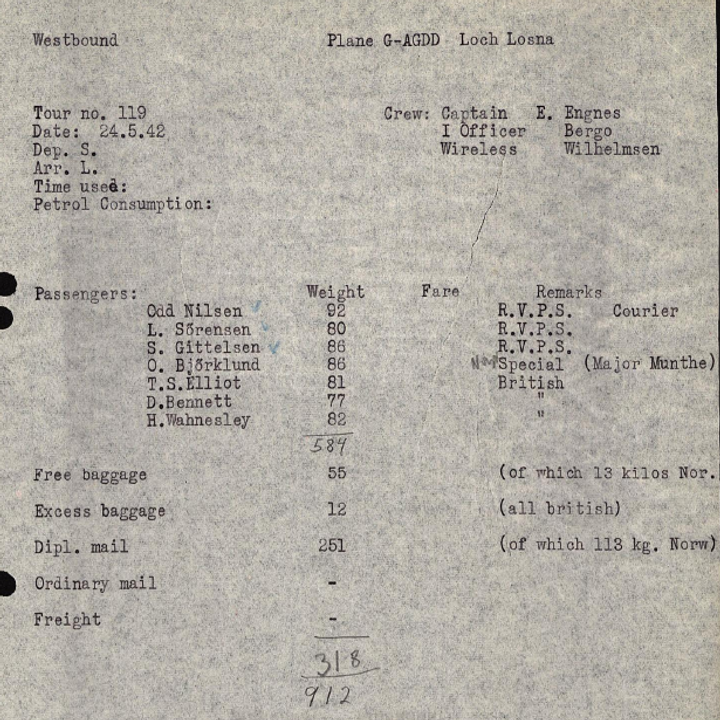 Westbound Plane G-AGDD Loch Losna
Tour no. 119 Crew: Captain E. Engnes
Date: 24.5.42 I Officer Bergo
Dep. S. Wireless Wilhelmsen
Arr. L.
Time used:
Petrol Consumption:
Passengers: Weight Fare Remarks
Odd Nilsen 92 R.V.P.S. Courier
L. Sörensen 80 R.V.P.S.
S. Gittelsen 86 R.V.P.S.
O. Björklund 86 Special (Major Munthe)
T.S.Elliot 81 British
D.Bennett 77 "
H.Wahnesley 82 "
584
Free baggage 55 (of which 13 kilos Nor.
Excess baggage 12 (all british)
Dipl. mail 251 (of which 113 kg. Norw)
Ordinary mail -
Freight -
318
912